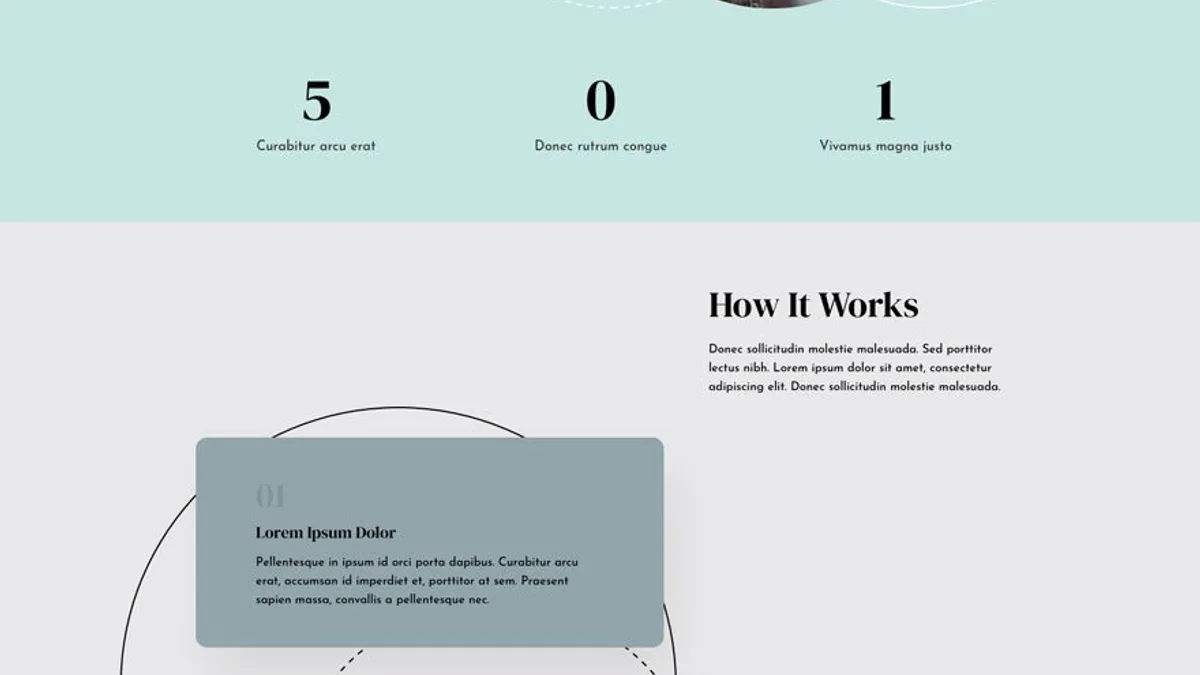 5
0
1
Curabitur arcu erat
Donec rutrum congue
Vivamus magna justo
How It Works
Donec sollicitudin molestie malesuada. Sed porttitor
lectus nibh. Lorem ipsum dolor sit amet, consectetur
adipiscing elit. Donec sollicitudin molestie malesuada.
01
Lorem Ipsum Dolor
Pellentesque in ipsum id orci porta dapibus. Curabitur arcu
erat, accumsan id imperdiet et, porttitor at sem. Praesent
sapien massa, convallis a pellentesque nec.